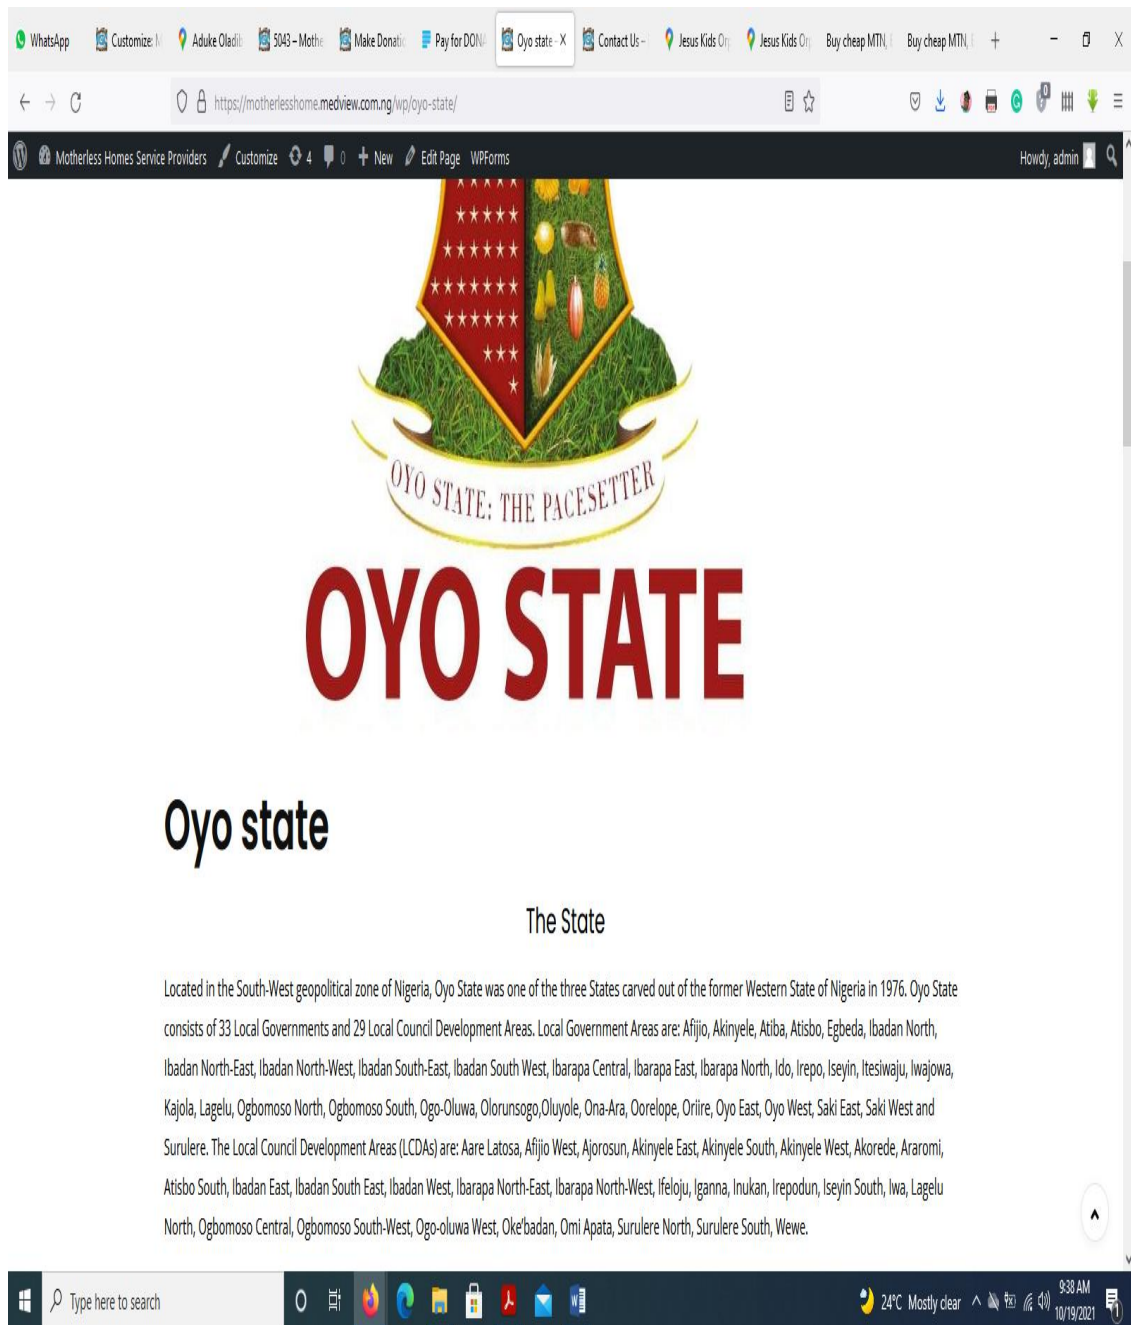 WhatsApp Customize: M Aduke Oladib 5043 – Mothe Make Donatio Pay for DONA Oyo state – X Contact Us – Jesus Kids Or Jesus Kids Or Buy cheap MTN, Buy cheap MTN,
https://motherlesshome.medview.com.ng/wp/oyo-state/ 0
Motherless Homes Service Providers Customize 4 0 + New Edit Page WPForms Howdy, admin
OYO STATE: THE PACESETTER
OYO STATE
Oyo state
The State
Located in the South-West geopolitical zone of Nigeria, Oyo State was one of the three States carved out of the former Western State of Nigeria in 1976. Oyo State
consists of 33 Local Governments and 29 Local Council Development Areas. Local Government Areas are: Afijio, Akinyele, Atiba, Atisbo, Egbeda, Ibadan North,
Ibadan North-East, Ibadan North-West, Ibadan South-East, Ibadan South West, Ibarapa Central, Ibarapa East, Ibarapa North, Ido, Irepo, Iseyin, Itesiwaju, Iwajowa,
Kajola, Lagelu, Ogbomoso North, Ogbomoso South, Ogo-Oluwa, Olorunsogo,Oluyole, Ona-Ara, Oorelope, Oriire, Oyo East, Oyo West, Saki East, Saki West and
Surulere. The Local Council Development Areas (LCDAs) are: Aare Latosa, Afijio West, Ajorosun, Akinyele East, Akinyele South, Akinyele West, Akorede, Araromi,
Atisbo South, Ibadan East, Ibadan South East, Ibadan West, Ibarapa North-East, Ibarapa North-West, Ifeloju, Iganna, Inukan, Irepodun, Iseyin South, Iwa, Lagelu
North, Ogbomoso Central, Ogbomoso South-West, Ogo-oluwa West, Oke'badan, Omi Apata, Surulere North, Surulere South, Wewe.
Type here to search 24°C Mostly clear 9:38 AM
10/19/2021 1